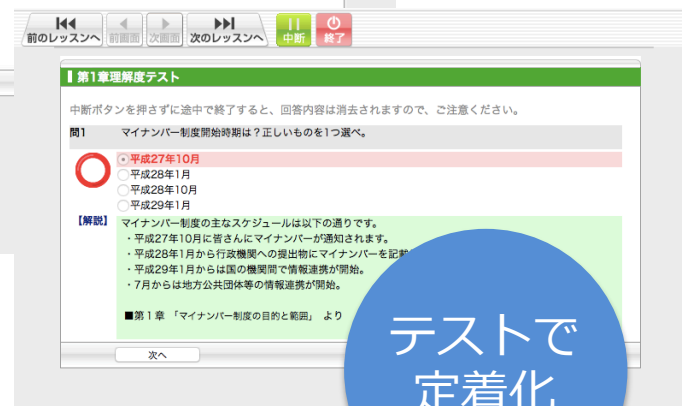 前のレッスンへ 前画面 次画面 次のレッスンへ 中断 終了
第1章理解度テスト
中断ボタンを押さずに途中で終了すると、回答内容は消去されますので、ご注意ください。
問1 マイナンバー制度開始時期は？正しいものを1つ選べ。
平成27年10月
平成28年1月
平成28年10月
平成29年1月
【解説】 マイナンバー制度の主なスケジュールは以下の通りです。
・平成27年10月に皆さんにマイナンバーが通知されます。
・平成28年1月から行政機関への提出物にマイナンバーを記載
・平成29年1月からは国の機関間で情報連携が開始。
・7月からは地方公共団体等の情報連携が開始。
■第１章 「マイナンバー制度の目的と範囲」 より
次へ
テストで
定着化